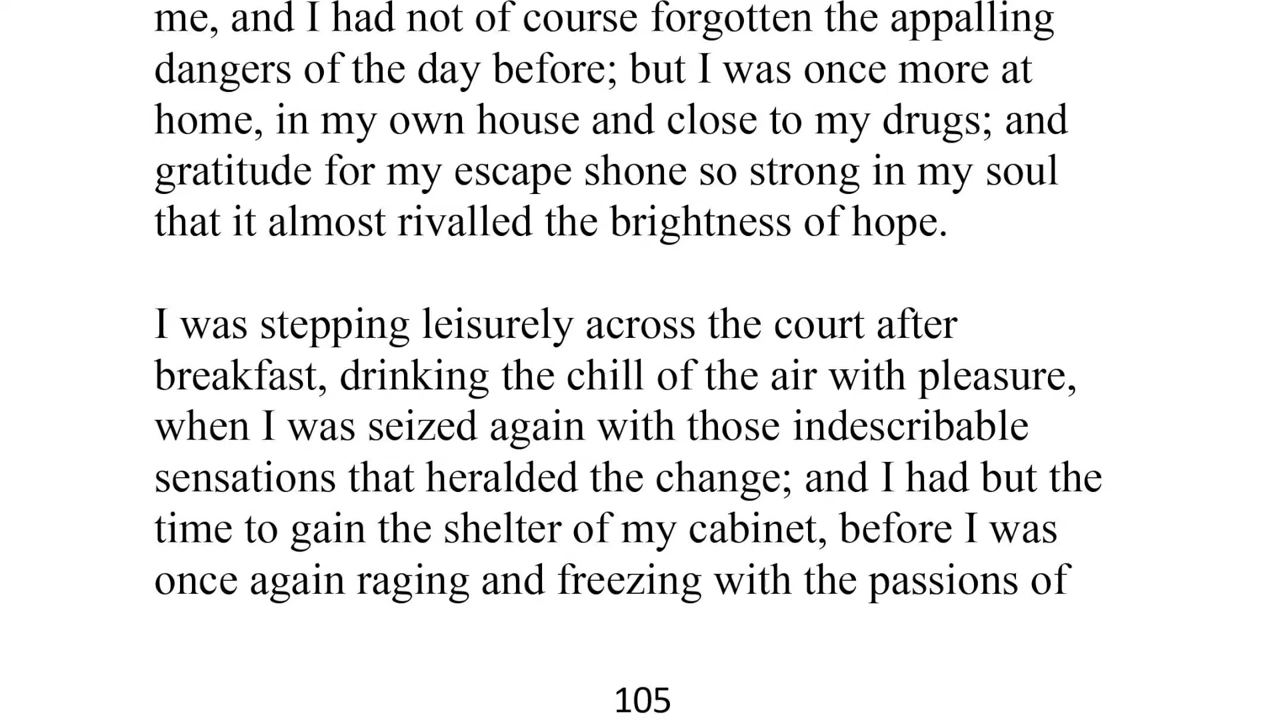 me, and I had not of course forgotten the appalling
dangers of the day before; but I was once more at
home, in my own house and close to my drugs; and
gratitude for my escape shone so strong in my soul
that it almost rivalled the brightness of hope.
I was stepping leisurely across the court after
breakfast, drinking the chill of the air with pleasure,
when I was seized again with those indescribable
sensations that heralded the change; and I had but the
time to gain the shelter of my cabinet, before I was
once again raging and freezing with the passions of
105